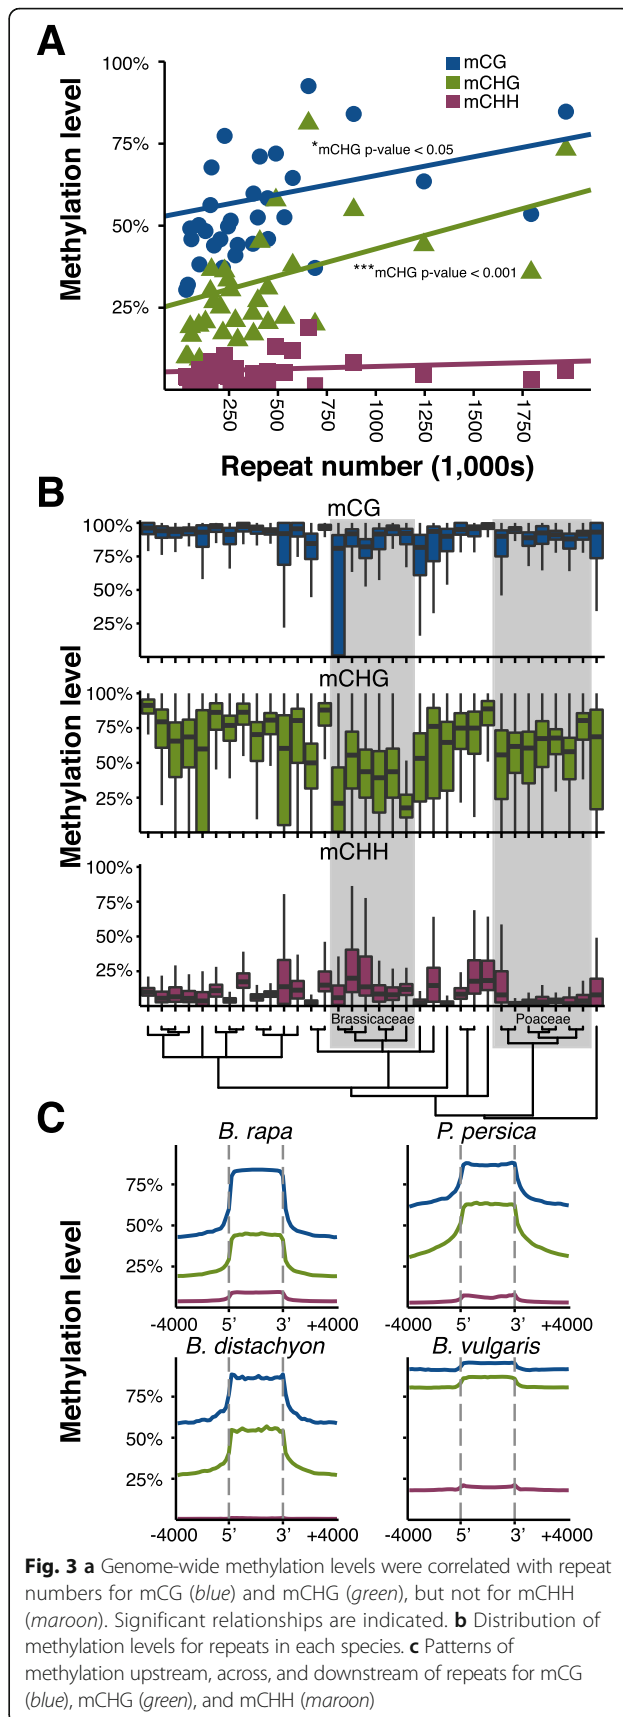 A
Methylation level
100%
75%
50%
25%
mCG
mCHG
mCHH
*mCHG p-value < 0.05
***mCHG p-value < 0.001
250
500
750
1000
1250
1500
1750
Repeat number (1,000s)
B
Methylation level
mCG
100%
75%
50%
25%
mCHG
100%
75%
50%
25%
mCHH
100%
75%
50%
25%
Brassicaceae
Poaceae
C
Methylation level
B. rapa
75%
50%
25%
-4000 5' 3' +4000
P. persica
-4000 5' 3' +4000
B. distachyon
75%
50%
25%
-4000 5' 3' +4000
B. vulgaris
-4000 5' 3' +4000
Fig. 3 a Genome-wide methylation levels were correlated with repeat
numbers for mCG (blue) and mCHG (green), but not for mCHH
(maroon). Significant relationships are indicated. b Distribution of
methylation levels for repeats in each species. c Patterns of
methylation upstream, across, and downstream of repeats for mCG
(blue), mCHG (green), and mCHH (maroon)